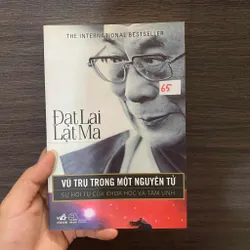 THE INTERNATIONAL BESTSELLER
65
Đạt Lai
Lạt Ma
VŨ TRỤ TRONG MỘT NGUYÊN TỬ
SỰ HỘI TỤ CỦA KHOA HỌC VÀ TÂM LINH